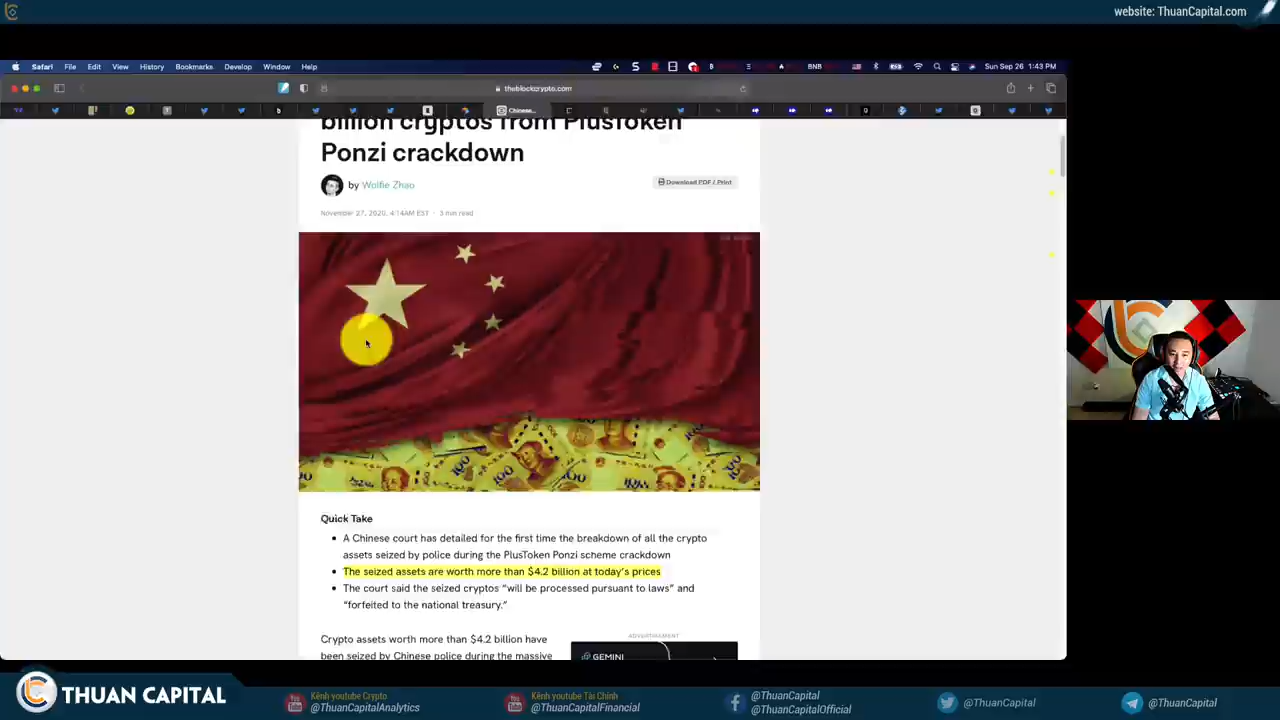 website: ThuanCapital.com
Safari File Edit View History Bookmarks Develop Window Help
BNB
Sun Sep 26 1:43 PM
theblockcrypto.com
Chinese...
billion cryptos from PlusToken
Ponzi crackdown
by Wolfie Zhao
Download PDF / Print
November 27, 2020, 4:14AM EST · 3 min read
Quick Take
A Chinese court has detailed for the first time the breakdown of all the crypto
assets seized by police during the PlusToken Ponzi scheme crackdown
The seized assets are worth more than $4.2 billion at today's prices
The court said the seized cryptos “will be processed pursuant to laws” and
“forfeited to the national treasury.”
Crypto assets worth more than $4.2 billion have
been seized by Chinese police during the massive
ADVERTISEMENT
GEMINI
THUAN CAPITAL
Kênh youtube Crypto
@ThuanCapitalAnalytics
Kênh youtube Tài Chính
@ThuanCapitalFinancial
@ThuanCapital
@ThuanCapitalOfficial
@ThuanCapital
@ThuanCapital